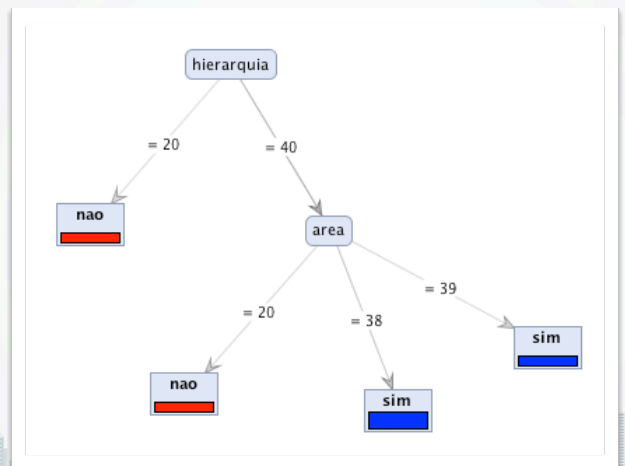 hierarquia
= 20
= 40
nao
area
= 20
= 38
= 39
nao
sim
sim